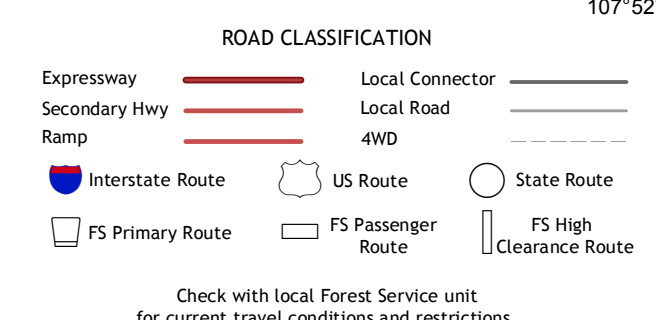 107°52'
ROAD CLASSIFICATION
Expressway
Local Connector
Secondary Hwy
Local Road
Ramp
4WD
Interstate Route
US Route
State Route
FS Primary Route
FS Passenger
Route
FS High
Clearance Route
Check with local Forest Service unit
for current travel conditions and restrictions